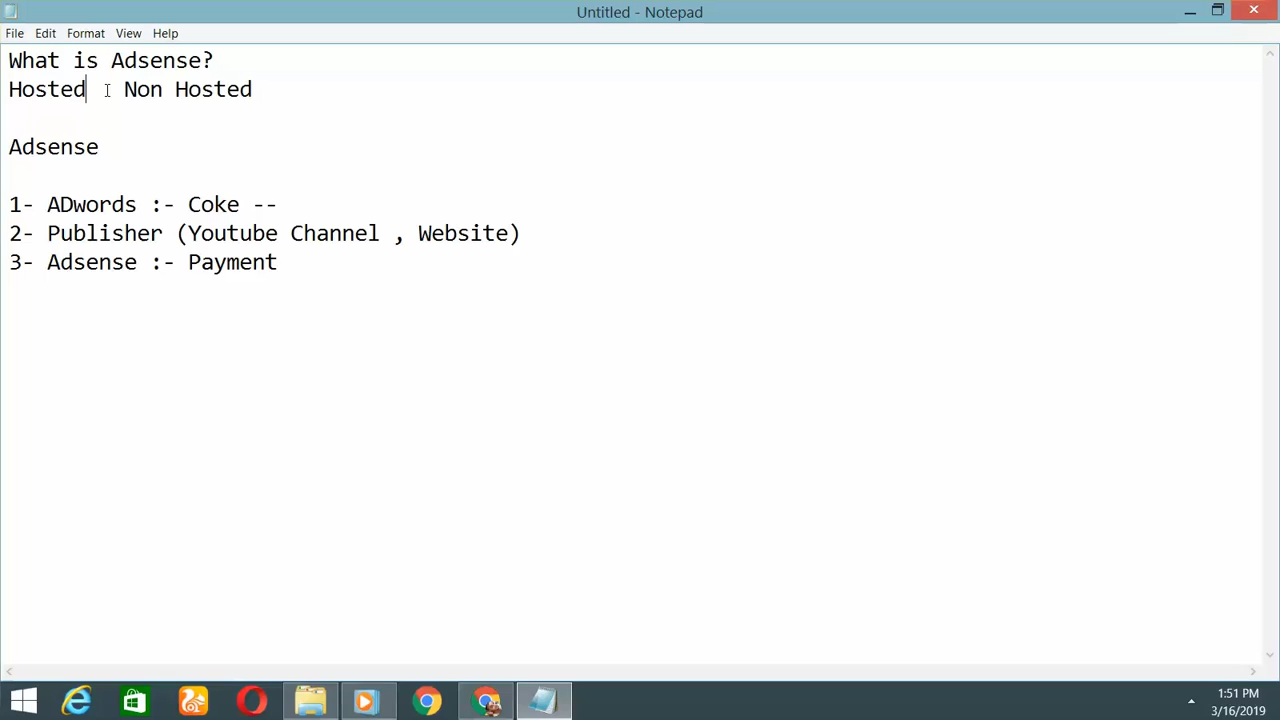 Untitled - Notepad
File Edit Format View Help
What is Adsense?
Hosted Non Hosted
Adsense
1- ADwords :- Coke --
2- Publisher (Youtube Channel , Website)
3- Adsense :- Payment
1:51 PM
3/16/2019